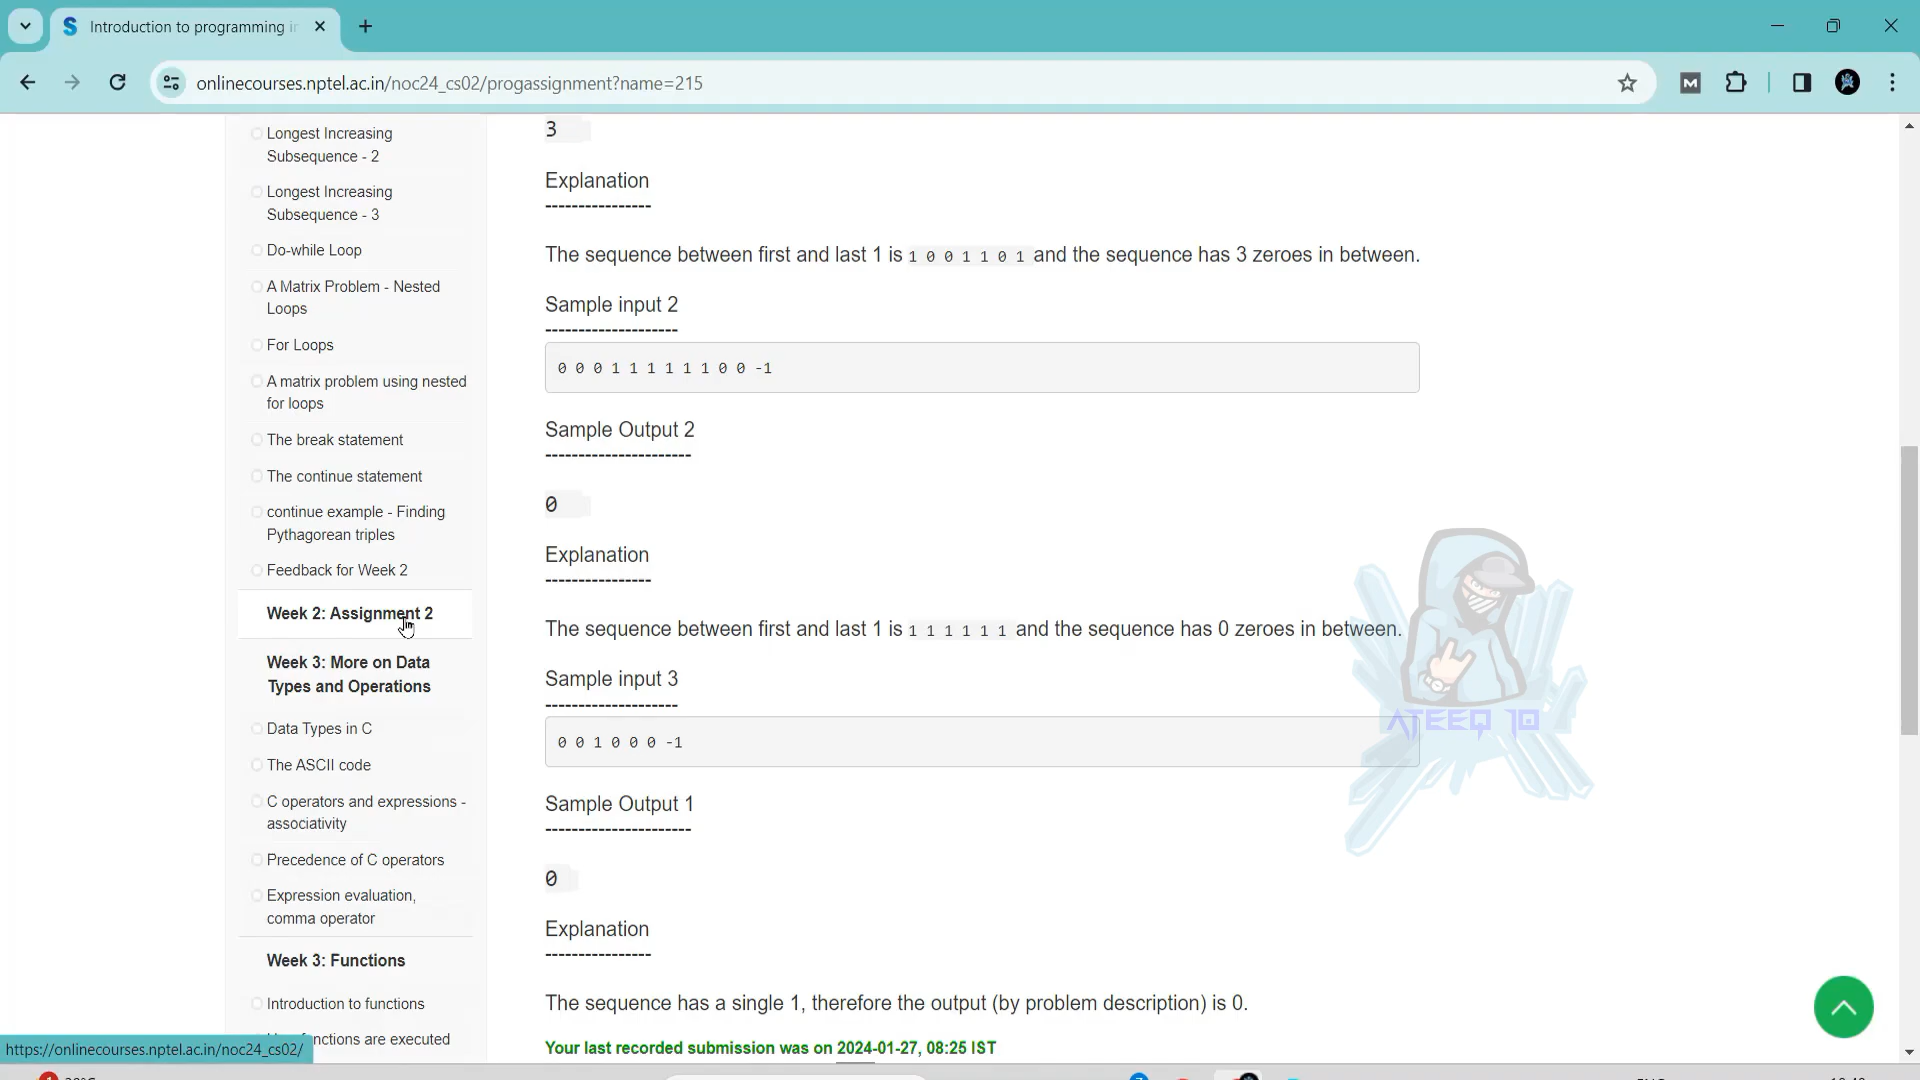 Introduction to programming i
onlinecourses.nptel.ac.in/noc24_cs02/progassignment?name=215
Longest Increasing
Subsequence - 2
Longest Increasing
Subsequence - 3
Do-while Loop
A Matrix Problem - Nested
Loops
For Loops
A matrix problem using nested
for loops
The break statement
The continue statement
continue example - Finding
Pythagorean triples
Feedback for Week 2
Week 2: Assignment 2
Week 3: More on Data
Types and Operations
Data Types in C
The ASCII code
C operators and expressions -
associativity
Precedence of C operators
Expression evaluation,
comma operator
Week 3: Functions
Introduction to functions
nctions are executed
https://onlinecourses.nptel.ac.in/noc24_cs02/
3
Explanation
----------------
The sequence between first and last 1 is 1 0 0 1 1 0 1 and the sequence has 3 zeroes in between.
Sample input 2
--------------------
0 0 0 1 1 1 1 1 1 0 0 -1
Sample Output 2
----------------------
0
Explanation
----------------
The sequence between first and last 1 is 1 1 1 1 1 1 and the sequence has 0 zeroes in between.
Sample input 3
--------------------
0 0 1 0 0 0 -1
Sample Output 1
----------------------
0
Explanation
----------------
The sequence has a single 1, therefore the output (by problem description) is 0.
Your last recorded submission was on 2024-01-27, 08:25 IST
ATEEQ 10